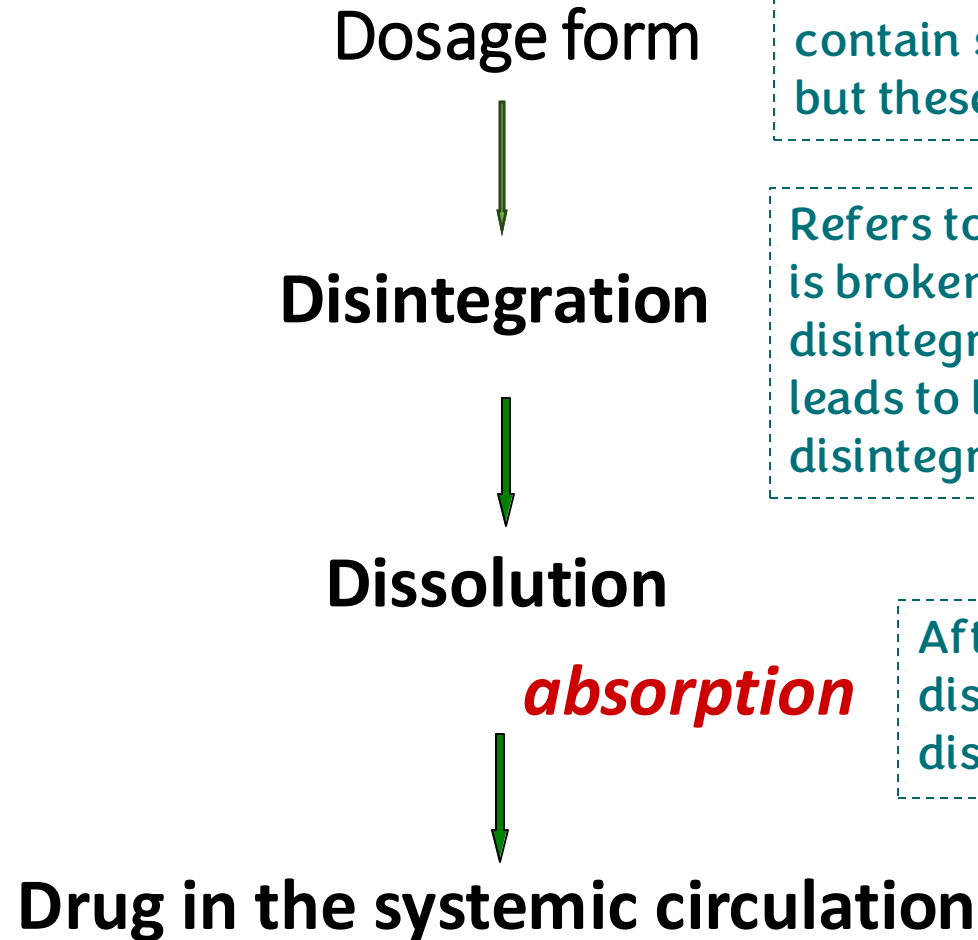 Dosage form
contain
but these
Disintegration
Refers to
is broken
disintegr
leads to
disintegr
Dissolution
absorption
Aft
dis
dis
Drug in the systemic circulation